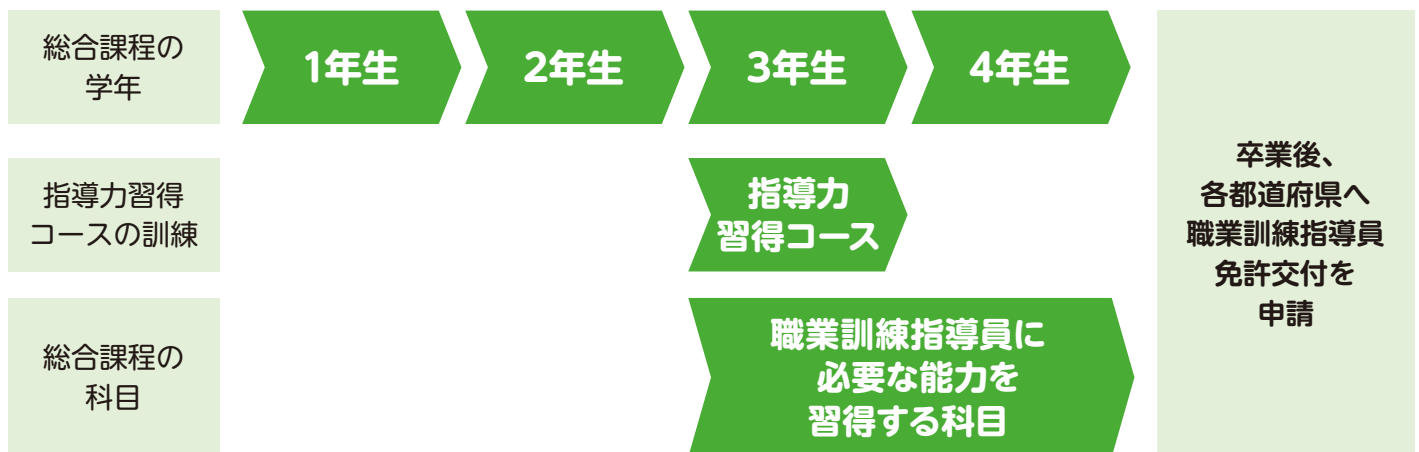 総合課程の
学年
1年生
2年生
3年生
4年生
指導力習得
コースの訓練
指導力
習得コース
総合課程の
科目
職業訓練指導員に
必要な能力を
習得する科目
卒業後、
各都道府県へ
職業訓練指導員
免許交付を
申請